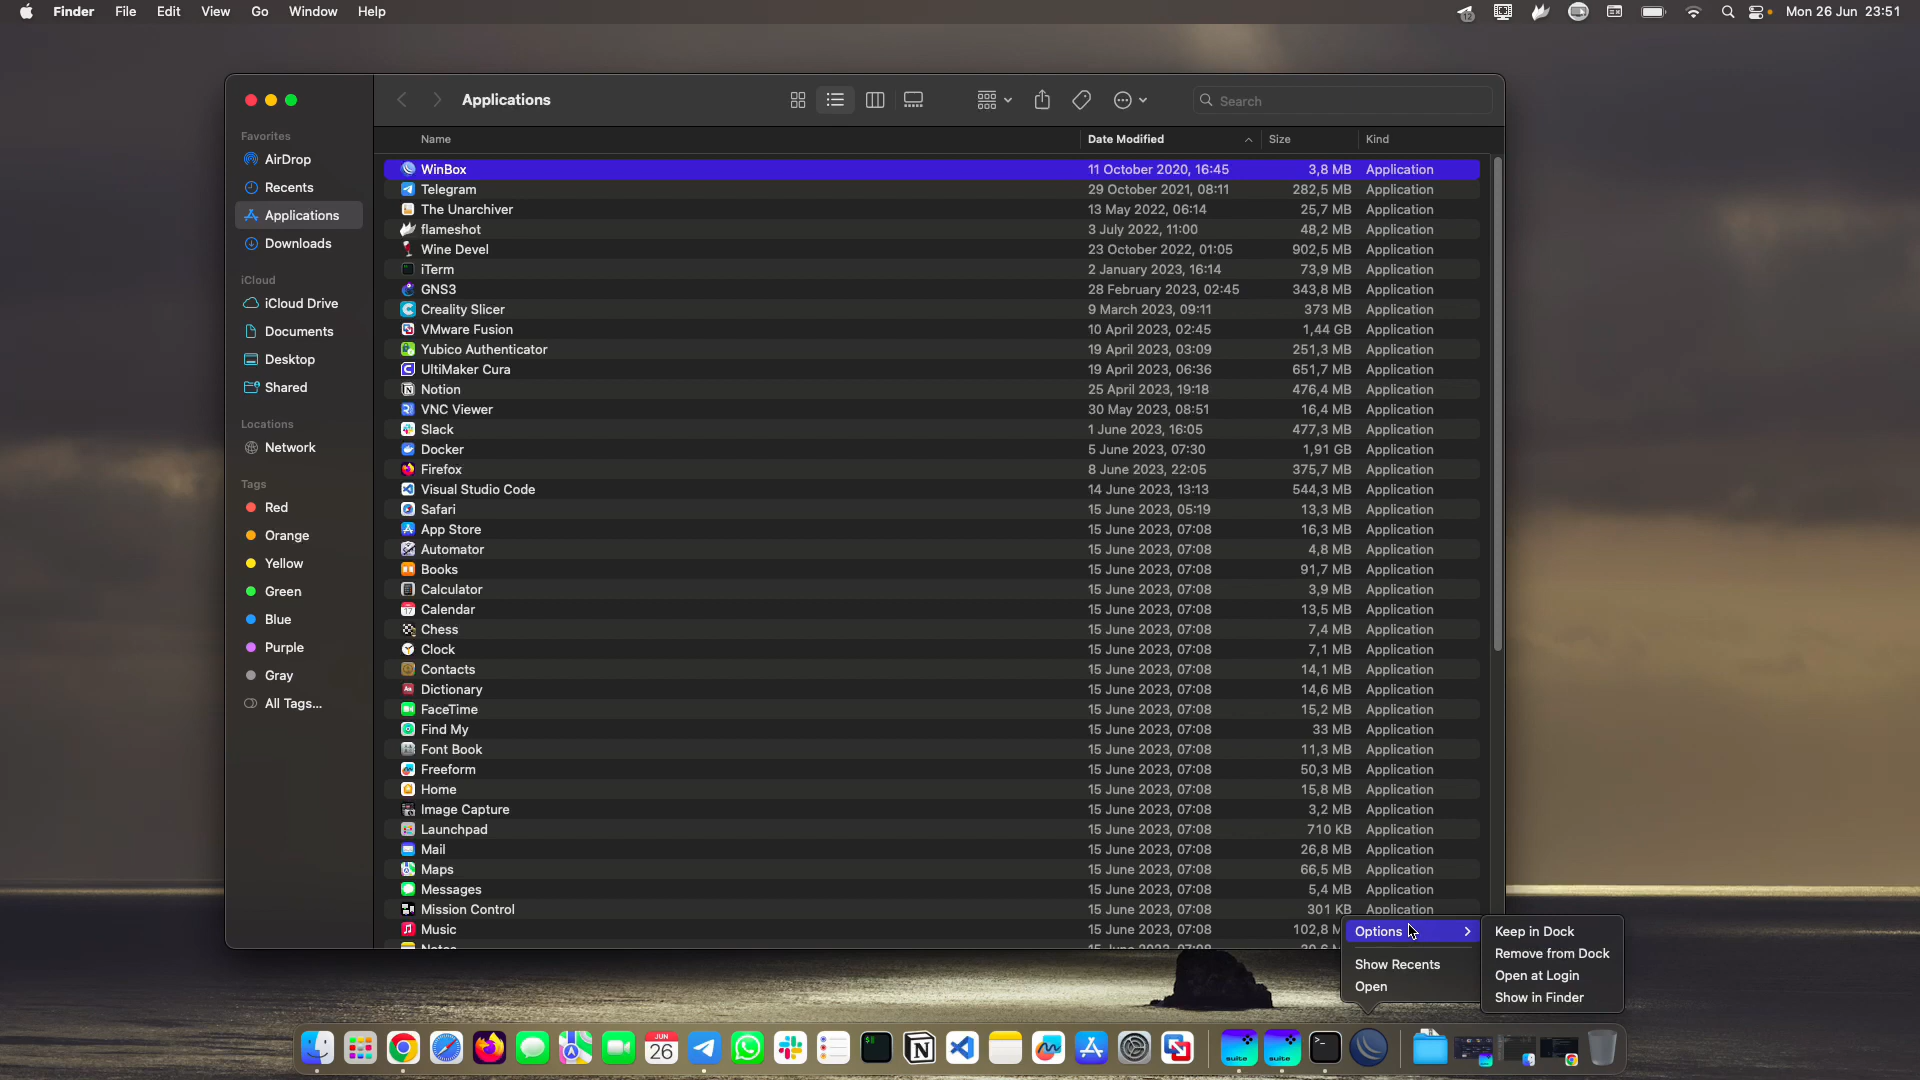 Finder File Edit View Go Window Help
12
Mon 26 Jun 23:51
Applications
Search
Favorites
AirDrop
Recents
Applications
Downloads
iCloud
iCloud Drive
Documents
Desktop
Shared
Locations
Network
Tags
Red
Orange
Yellow
Green
Blue
Purple
Gray
All Tags...
Name Date Modified Size Kind
WinBox 11 October 2020, 16:45 3,8 MB Application
Telegram 29 October 2021, 08:11 282,5 MB Application
The Unarchiver 13 May 2022, 06:14 25,7 MB Application
flameshot 3 July 2022, 11:00 48,2 MB Application
Wine Devel 23 October 2022, 01:05 902,5 MB Application
iTerm 2 January 2023, 16:14 73,9 MB Application
GNS3 28 February 2023, 02:45 343,8 MB Application
Creality Slicer 9 March 2023, 09:11 373 MB Application
VMware Fusion 10 April 2023, 02:45 1,44 GB Application
Yubico Authenticator 19 April 2023, 03:09 251,3 MB Application
UltiMaker Cura 19 April 2023, 06:36 651,7 MB Application
Notion 25 April 2023, 19:18 476,4 MB Application
VNC Viewer 30 May 2023, 08:51 16,4 MB Application
Slack 1 June 2023, 16:05 477,3 MB Application
Docker 5 June 2023, 07:30 1,91 GB Application
Firefox 8 June 2023, 22:05 375,7 MB Application
Visual Studio Code 14 June 2023, 13:13 544,3 MB Application
Safari 15 June 2023, 05:19 13,3 MB Application
App Store 15 June 2023, 07:08 16,3 MB Application
Automator 15 June 2023, 07:08 4,8 MB Application
Books 15 June 2023, 07:08 91,7 MB Application
Calculator 15 June 2023, 07:08 3,9 MB Application
Calendar 15 June 2023, 07:08 13,5 MB Application
Chess 15 June 2023, 07:08 7,4 MB Application
Clock 15 June 2023, 07:08 7,1 MB Application
Contacts 15 June 2023, 07:08 14,1 MB Application
Dictionary 15 June 2023, 07:08 14,6 MB Application
FaceTime 15 June 2023, 07:08 15,2 MB Application
Find My 15 June 2023, 07:08 33 MB Application
Font Book 15 June 2023, 07:08 11,3 MB Application
Freeform 15 June 2023, 07:08 50,3 MB Application
Home 15 June 2023, 07:08 15,8 MB Application
Image Capture 15 June 2023, 07:08 3,2 MB Application
Launchpad 15 June 2023, 07:08 710 KB Application
Mail 15 June 2023, 07:08 26,8 MB Application
Maps 15 June 2023, 07:08 66,5 MB Application
Messages 15 June 2023, 07:08 5,4 MB Application
Mission Control 15 June 2023, 07:08 301 KB Application
Music 15 June 2023, 07:08 102,8 M
Options
Show Recents
Open
Keep in Dock
Remove from Dock
Open at Login
Show in Finder
JUN
26
suite
suite